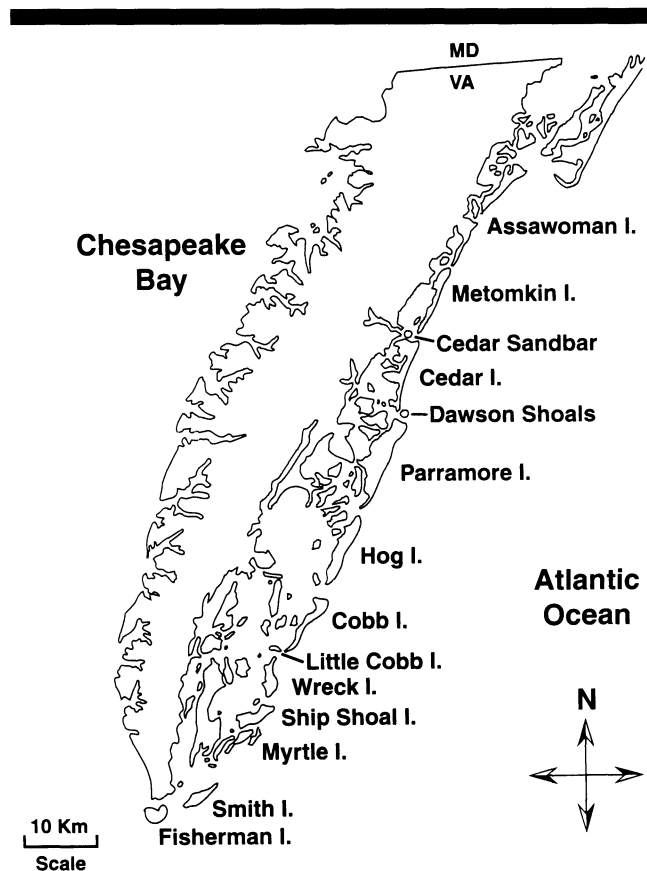 MD
VA
Chesapeake
Bay
Assawoman I.
Metomkin I.
Cedar Sandbar
Cedar I.
Dawson Shoals
Parramore I.
Hog I.
Atlantic
Ocean
Cobb I.
Little Cobb I.
Wreck I.
Ship Shoal I.
Myrtle I.
N
Smith I.
Fisherman I.
10 Km
Scale